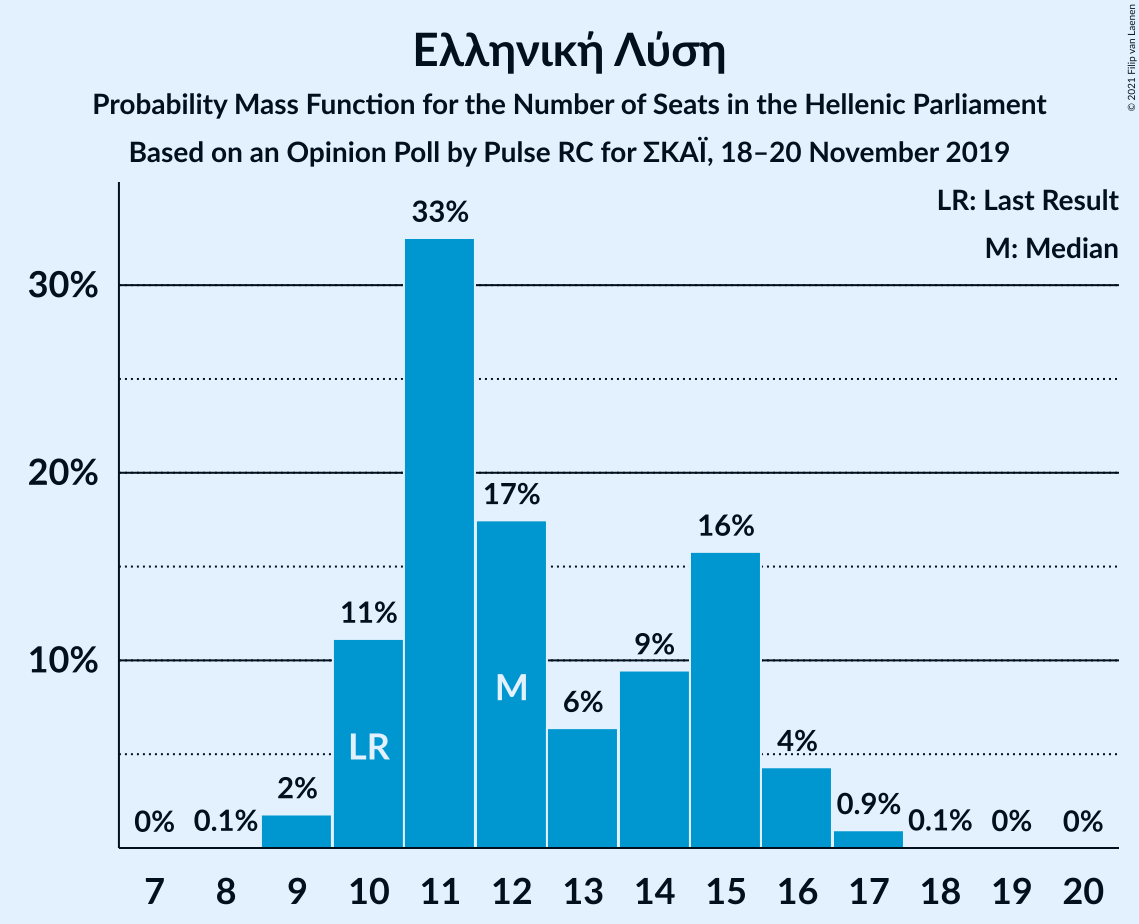 Ελληνική Λύση
Probability Mass Function for the Number of Seats in the Hellenic Parliament
Based on an Opinion Poll by Pulse RC for ΣΚΑΪ, 18–20 November 2019
© 2021 Filip van Laenen
LR: Last Result
M: Median
30%
20%
10%
0%
0.1%
2%
11%
33%
17%
6%
9%
16%
4%
0.9%
0.1%
0%
0%
LR
M
7 8 9 10 11 12 13 14 15 16 17 18 19 20